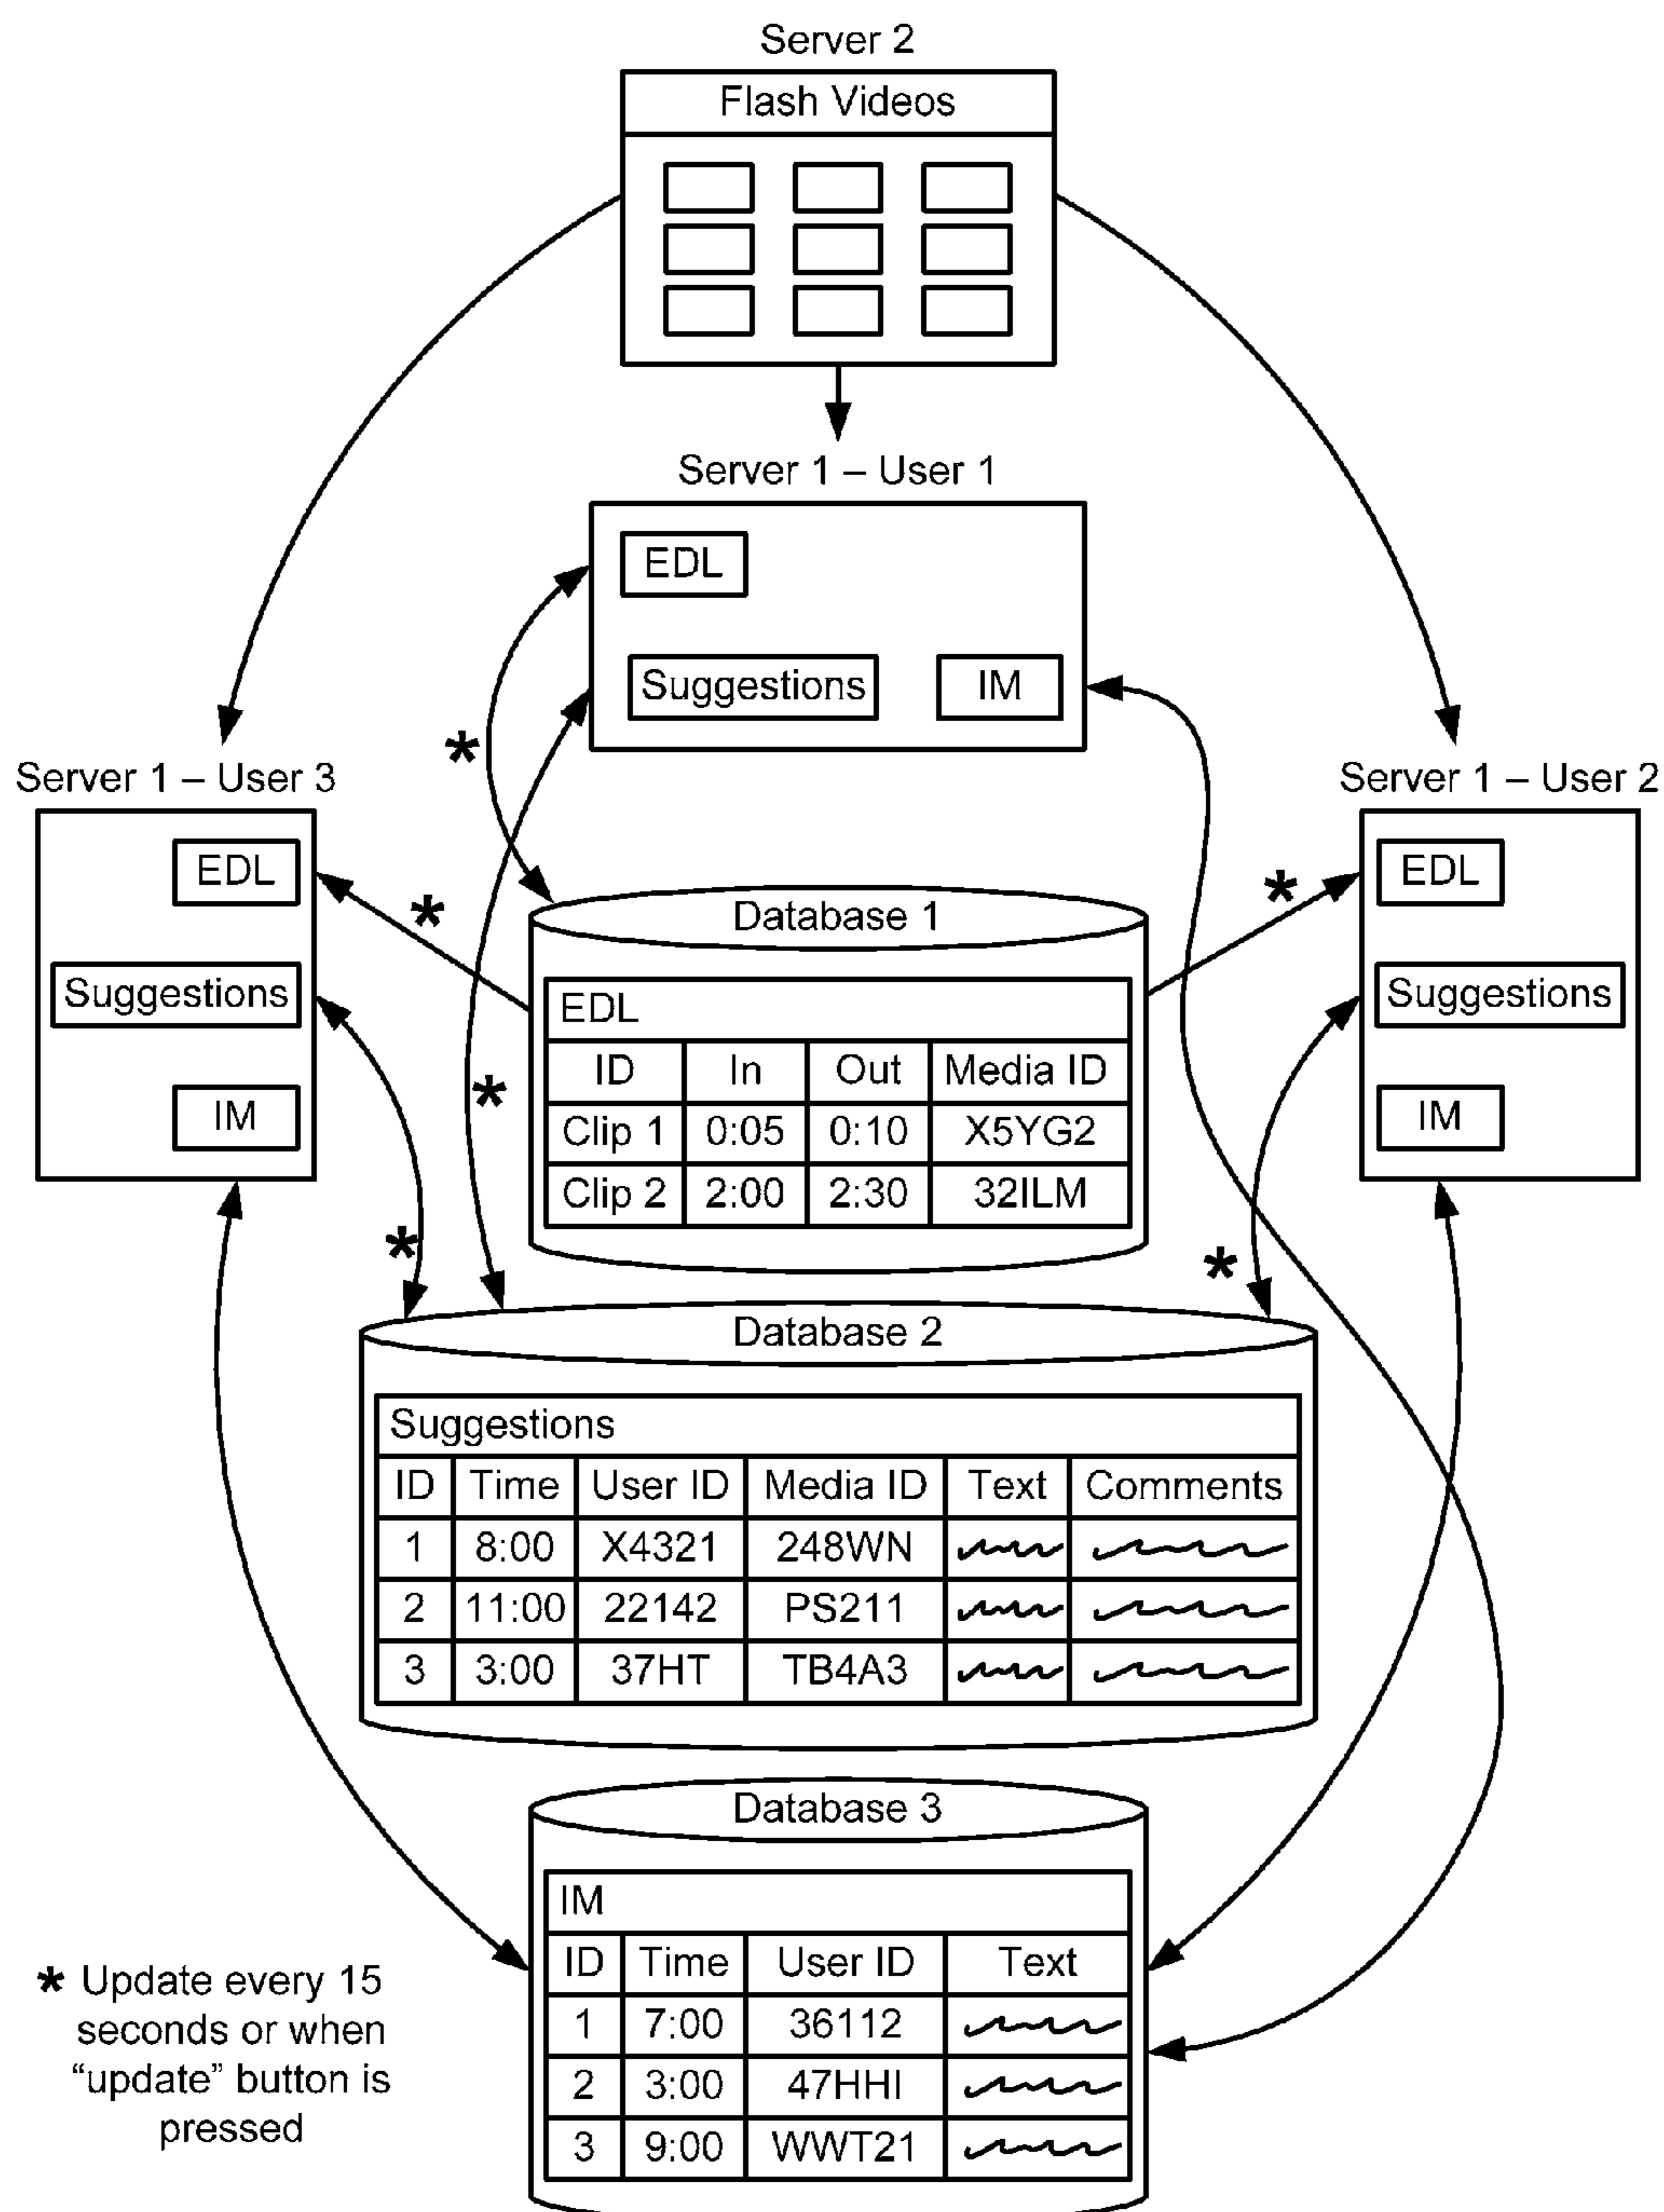 Server 2
Flash Videos
Server 1 – User 1
EDL
Suggestions
IM
*
Server 1 – User 3
EDL
Suggestions
IM
Server 1 – User 2
EDL
Suggestions
IM
*
*
*
*
*
Database 1
EDL
ID In Out Media ID
Clip 1 0:05 0:10 X5YG2
Clip 2 2:00 2:30 32ILM
Database 2
Suggestions
ID Time User ID Media ID Text Comments
1 8:00 X4321 248WN
2 11:00 22142 PS211
3 3:00 37HT TB4A3
Database 3
IM
ID Time User ID Text
1 7:00 36112
2 3:00 47HHI
3 9:00 WWT21
* Update every 15
seconds or when
“update” button is
pressed